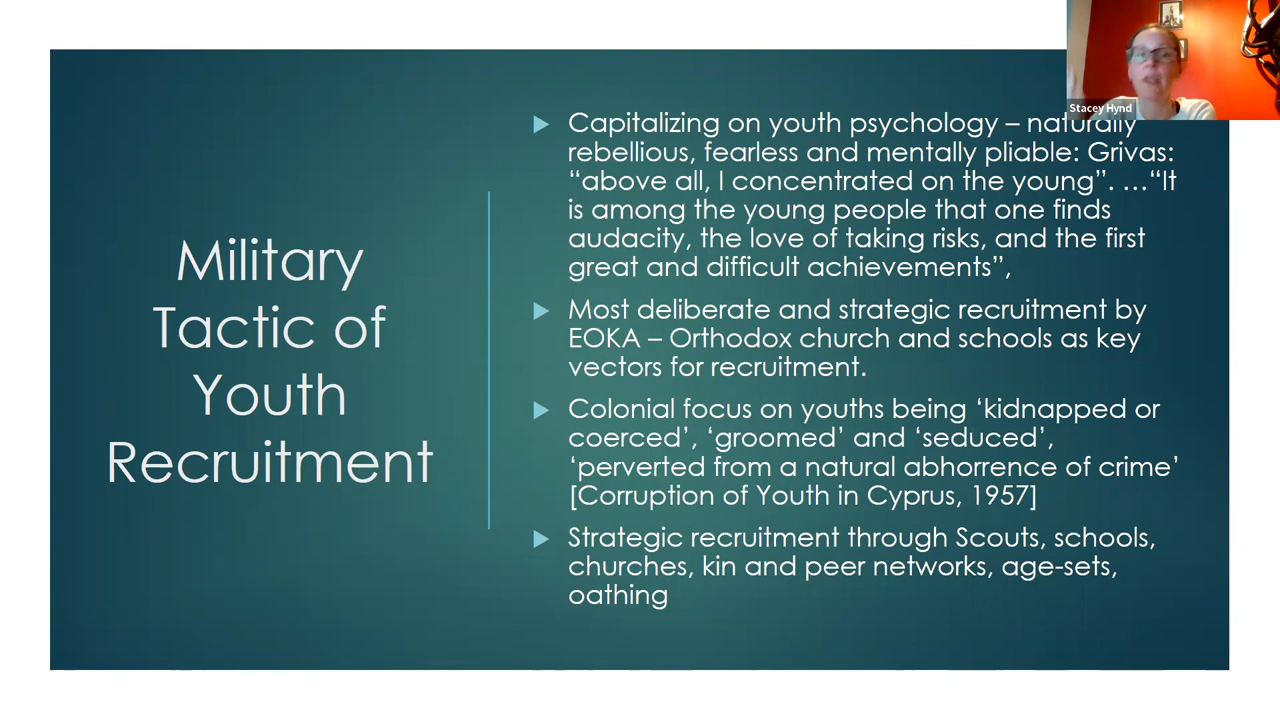 Stacey Hynd
Military
Tactic of
Youth
Recruitment
Capitalizing on youth psychology – naturally
rebellious, fearless and mentally pliable: Grivas:
“above all, I concentrated on the young”. …“It
is among the young people that one finds
audacity, the love of taking risks, and the first
great and difficult achievements”,
Most deliberate and strategic recruitment by
EOKA – Orthodox church and schools as key
vectors for recruitment.
Colonial focus on youths being ‘kidnapped or
coerced’, ‘groomed’ and ‘seduced’,
‘perverted from a natural abhorrence of crime’
[Corruption of Youth in Cyprus, 1957]
Strategic recruitment through Scouts, schools,
churches, kin and peer networks, age-sets,
oathing